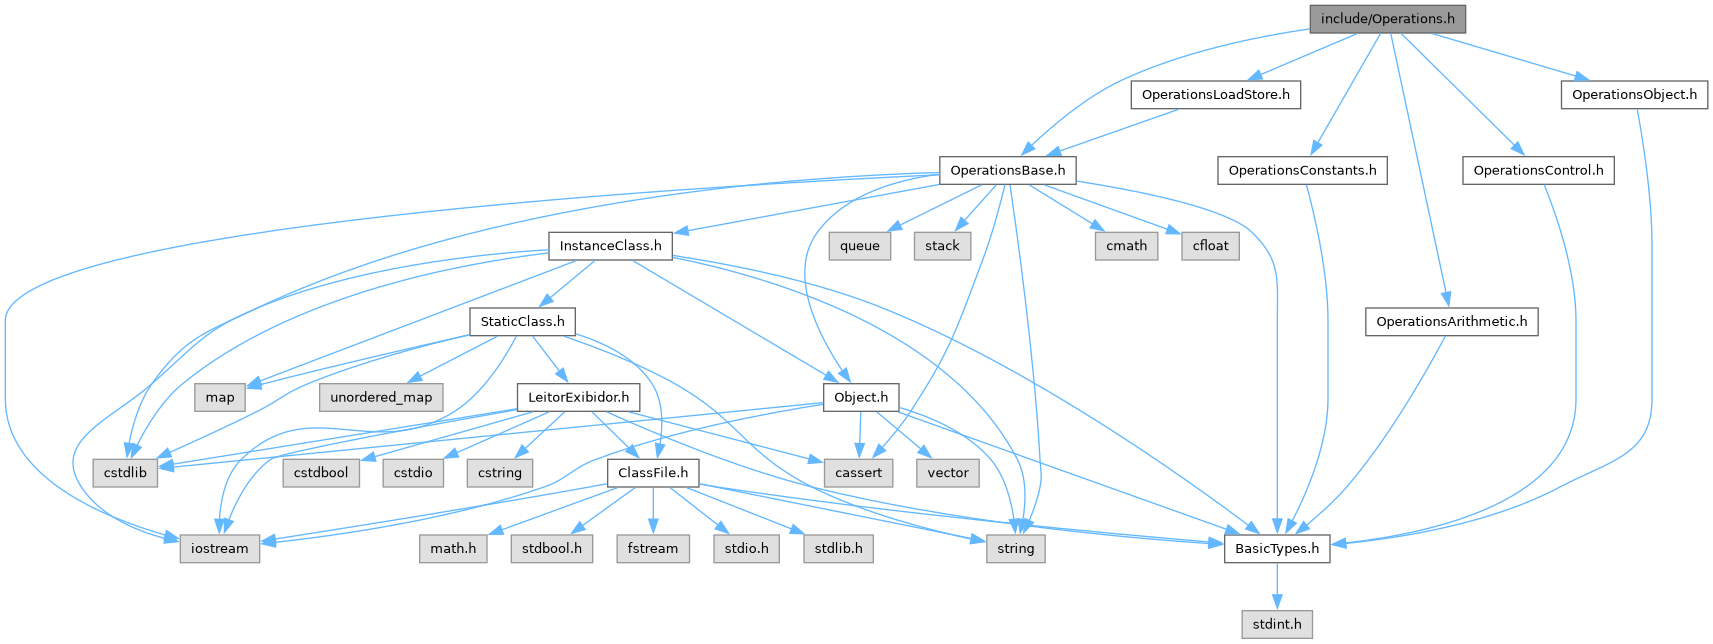 include/Operations.h
OperationsLoadStore.h
OperationsObject.h
OperationsBase.h
OperationsConstants.h
OperationsControl.h
InstanceClass.h
queue
stack
cmath
cfloat
StaticClass.h
OperationsArithmetic.h
map
unordered_map
LeitorExibidor.h
Object.h
cstdlib
cstdbool
cstdio
cstring
ClassFile.h
cassert
vector
iostream
math.h
stdbool.h
fstream
stdio.h
stdlib.h
string
BasicTypes.h
stdint.h